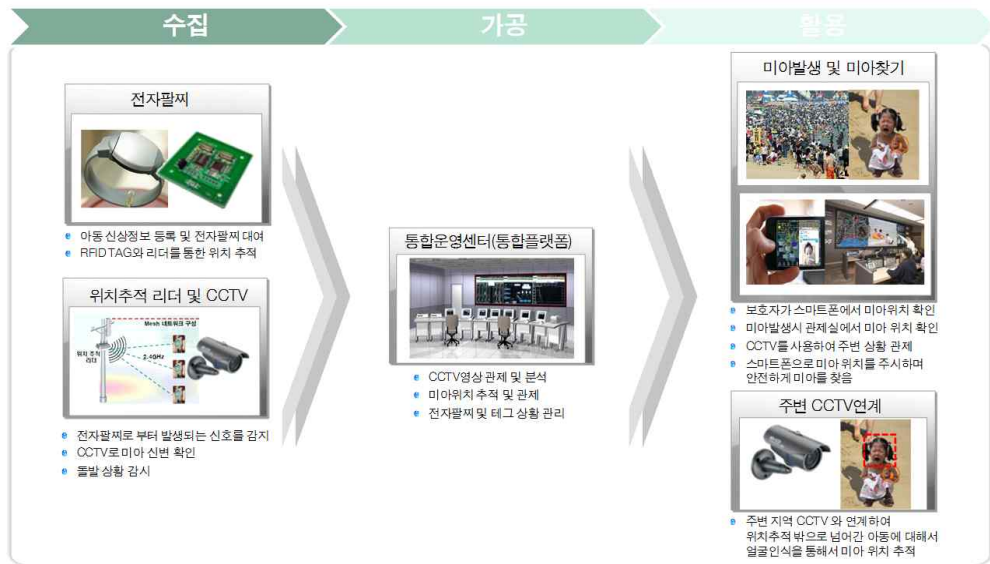 수집
가공
활용
전자팔찌
아동 신상정보 등록 및 전자팔찌 대여
RFID TAG와 리더를 통한 위치 추적
위치추적 리더 및 CCTV
Mesh 네트워크 구성
위치 추적
리더
2.4GHz
전자팔찌로 부터 발생되는 신호를 감지
CCTV로 미아 신변 확인
돌발 상황 감시
통합운영센터(통합플랫폼)
CCTV영상 관제 및 분석
미아위치 추적 및 관제
전자팔찌 및 테그 상황 관리
미아발생 및 미아찾기
보호자가 스마트폰에서 미아위치 확인
미아발생시 관제실에서 미아 위치 확인
CCTV를 사용하여 주변 상황 관제
스마트폰으로 미아 위치를 주시하며
안전하게 미아를 찾음
주변 CCTV연계
주변 지역 CCTV 와 연계하여
위치추적 밖으로 넘어간 아동에 대해서
얼굴인식을 통해서 미아 위치 추적